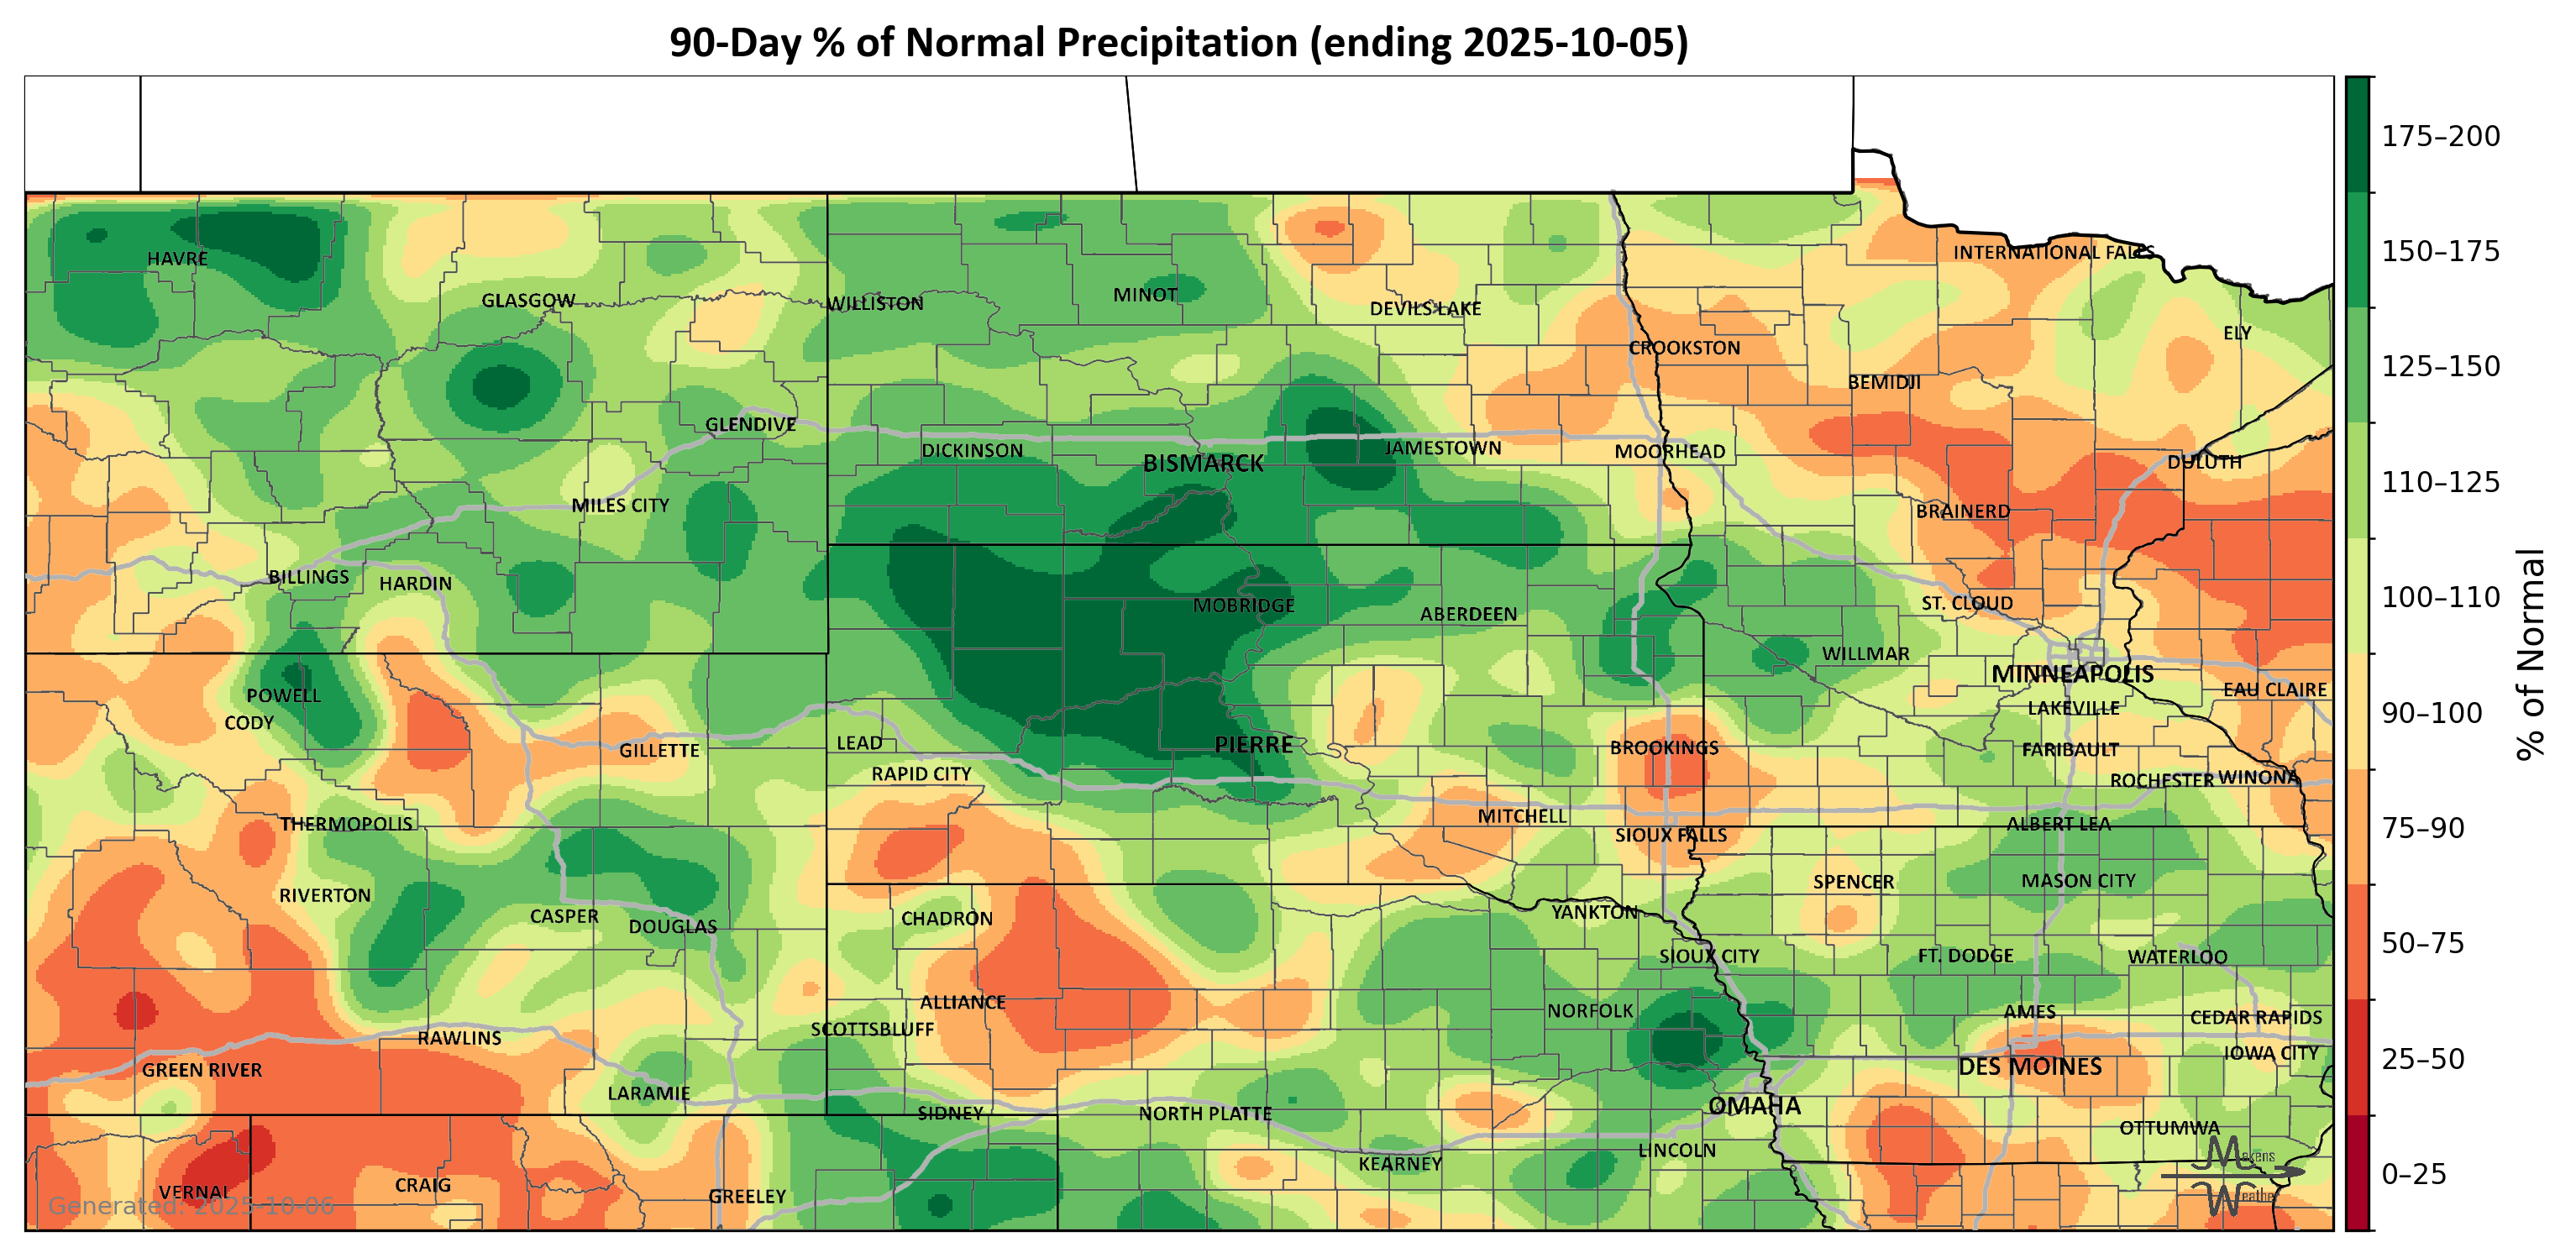 90-Day % of Normal Precipitation (ending 2025-10-05)
175–200
150–175
125–150
110–125
100–110
90–100
75–90
50–75
25–50
0–25
% of Normal
HAVRE
INTERNATIONAL FALLS
GLASGOW
WILLISTON
MINOT
DEVILS LAKE
ELY
CROOKSTON
BEMIDJI
GLENDIVE
DICKINSON
BISMARCK
JAMESTOWN
MOORHEAD
DULUTH
MILES CITY
BRAINERD
BILLINGS
HARDIN
MOBRIDGE
ABERDEEN
ST. CLOUD
WILLMAR
MINNEAPOLIS
POWELL
EAU CLAIRE
CODY
LAKEVILLE
GILLETTE
LEAD
PIERRE
BROOKINGS
FARIBAULT
RAPID CITY
ROCHESTER
WINONA
THERMOPOLIS
MITCHELL
SIOUX FALLS
ALBERT LEA
RIVERTON
SPENCER
MASON CITY
CASPER
DOUGLAS
CHADRON
YANKTON
SIOUX CITY
FT. DODGE
WATERLOO
ALLIANCE
NORFOLK
AMES
CEDAR RAPIDS
SCOTTSBLUFF
RAWLINS
IOWA CITY
GREEN RIVER
DES MOINES
LARAMIE
SIDNEY
NORTH PLATTE
OMAHA
OTTUMWA
LINCOLN
KEARNEY
VERNAL
CRAIG
GREELEY
Makens
Weather
Generated: 2025-10-06